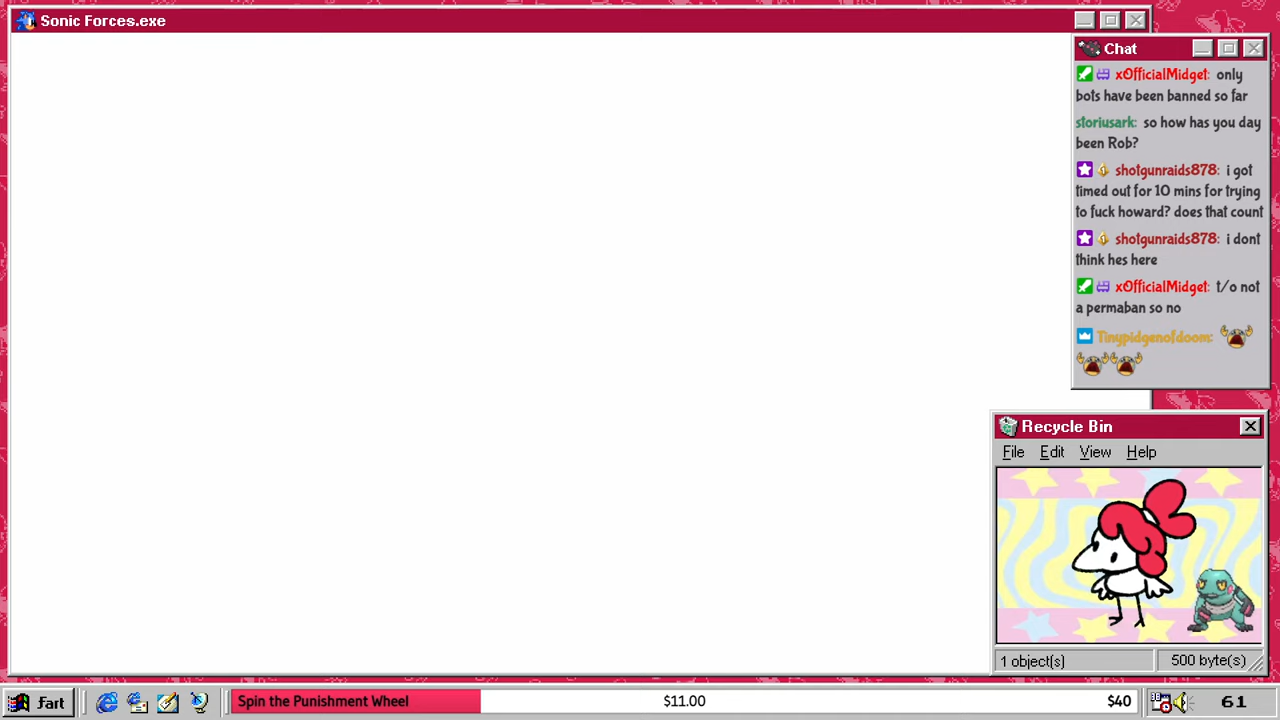 Sonic Forces.exe
Chat
xOfficialMidget: only
bots have been banned so far
storiusark: so how has you day
been Rob?
shotgunraids878: i got
timed out for 10 mins for trying
to fuck howard? does that count
shotgunraids878: i dont
think hes here
xOfficialMidget: t/o not
a permaban so no
Tinypidgenofdoom:
Recycle Bin
File Edit View Help
1 object(s) 500 byte(s)
fart Spin the Punishment Wheel $11.00 $40 61